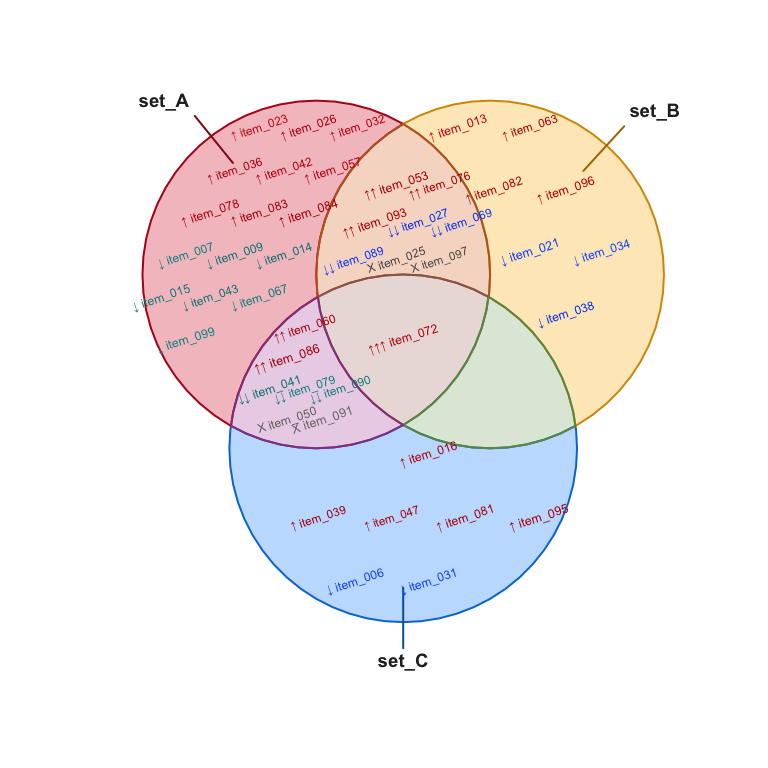 set_A
set_B
↑ item_023
↑ item_026
↑ item_032
↑ item_036
↑ item_042
↑ item_057
↑ item_078
↑ item_083
↑ item_084
↓ item_007
↓ item_009
↓ item_014
↓ item_015
↓ item_043
↓ item_067
↓ item_099
↑ item_013
↑ item_063
↑ item_082
↑ item_096
↓ item_021
↓ item_034
↓ item_038
↑↑ item_053
↑↑ item_076
↑↑ item_093
↓↓ item_027
↓↓ item_069
↓↓ item_089
X item_025
X item_097
↑↑ item_060
↑↑ item_086
↓↓ item_041
↓↓ item_079
↓↓ item_090
X item_050
X item_091
↑↑↑ item_072
↑ item_016
↑ item_039
↑ item_047
↑ item_081
↑ item_095
↓ item_006
↓ item_031
set_C